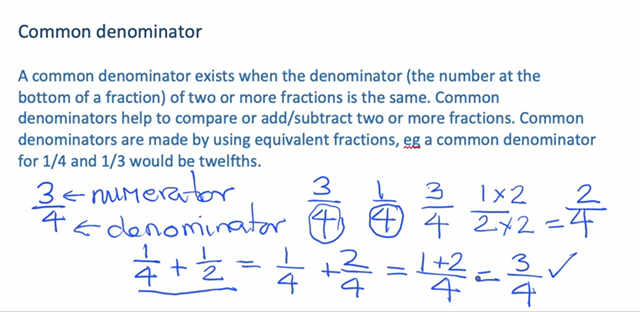 Common denominator
A common denominator exists when the denominator (the number at the
bottom of a fraction) of two or more fractions is the same. Common
denominators help to compare or add/subtract two or more fractions. Common
denominators are made by using equivalent fractions, eg a common denominator
for 1/4 and 1/3 would be twelfths.
3/4 ← numerator
← denominator
3/4 1/4 3/4 1×2/2×2 = 2/4
1/4 + 1/2 = 1/4 + 2/4 = 1+2/4 = 3/4 ✓